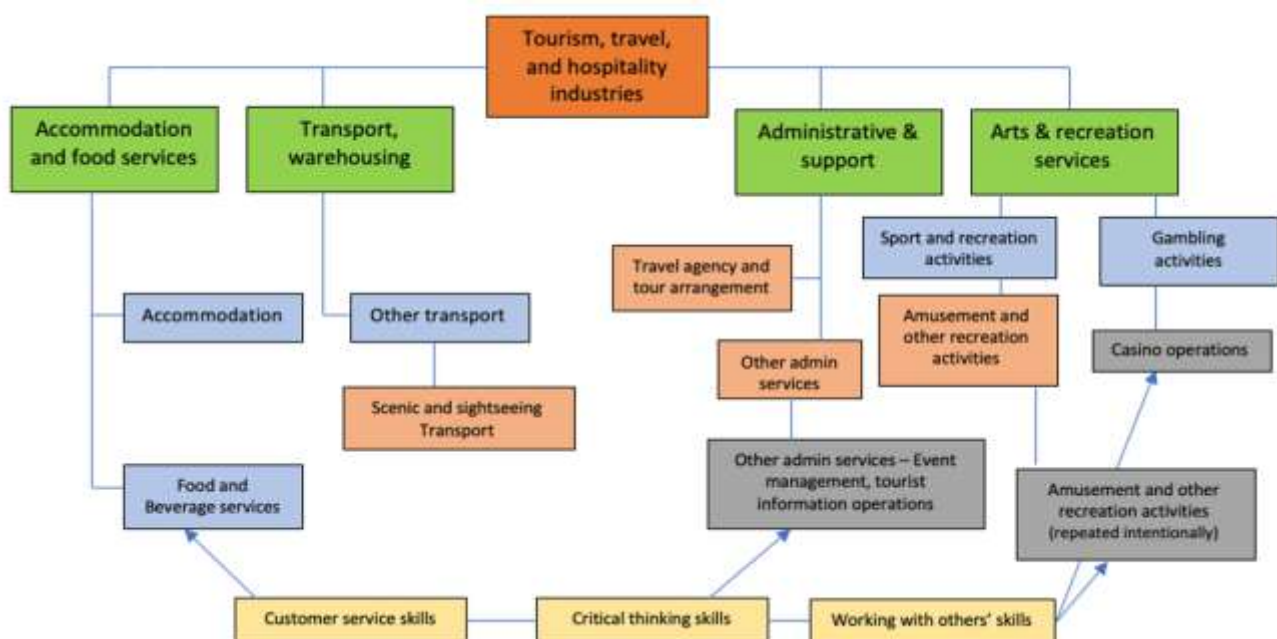 Tourism, travel,
and hospitality
industries
Accommodation
and food services
Transport,
warehousing
Administrative &
support
Arts & recreation
services
Sport and recreation
activities
Gambling
activities
Travel agency and
tour arrangement
Accommodation
Other transport
Amusement and
other recreation
activities
Casino operations
Other admin
services
Scenic and sightseeing
Transport
Food and
Beverage services
Other admin services – Event
management, tourist
information operations
Amusement and other
recreation activities
(repeated intentionally)
Customer service skills
Critical thinking skills
Working with others’ skills